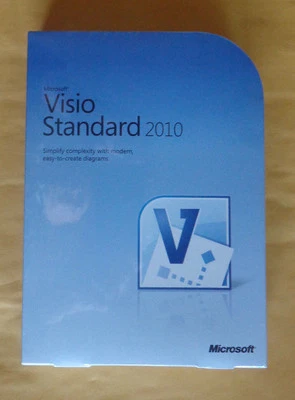 Microsoft
Visio
Standard 2010
Simplify complexity with modern,
easy-to-create diagrams
V
Microsoft